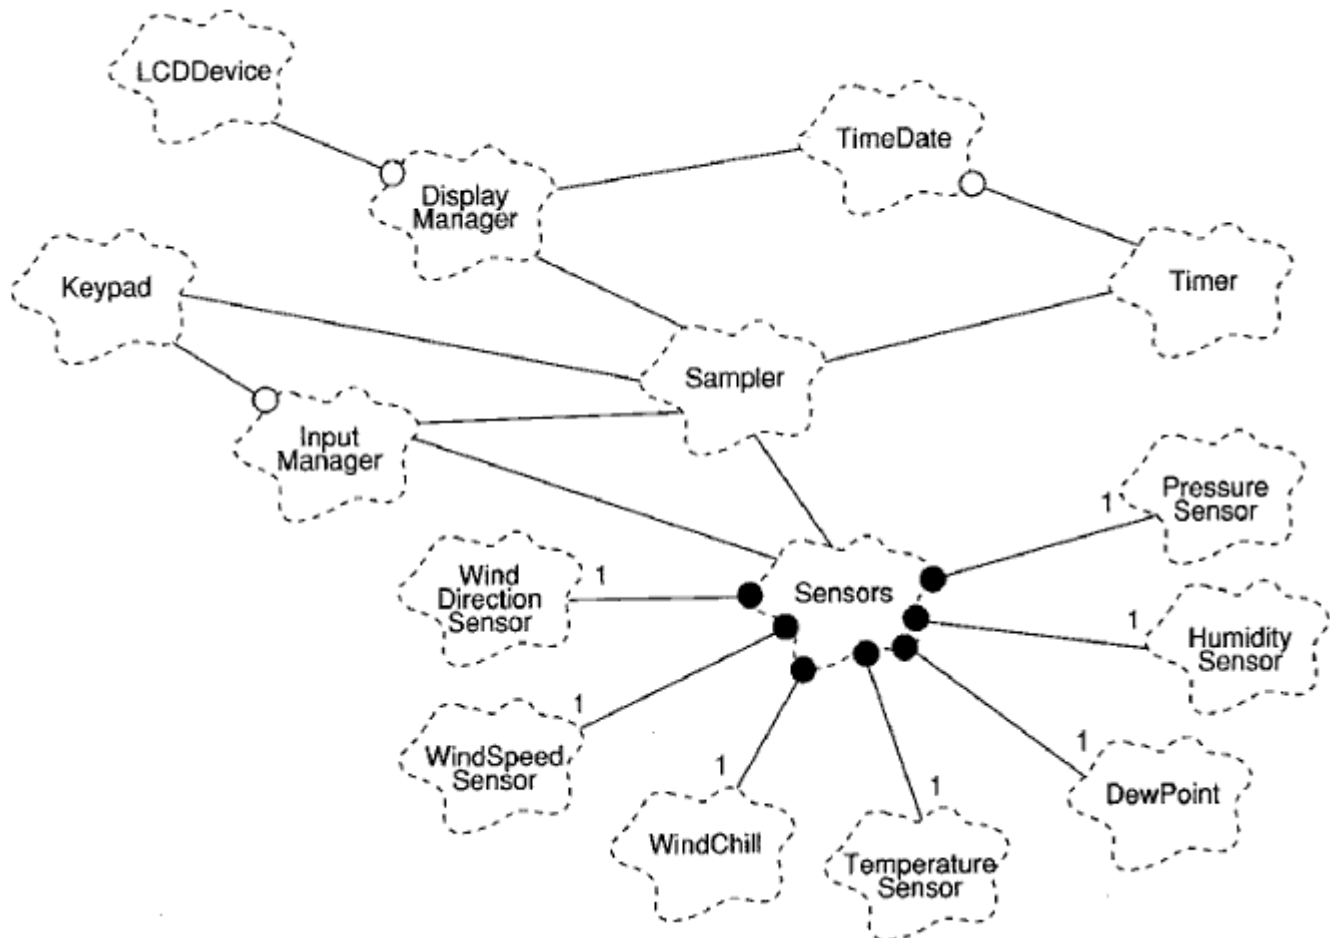 LCDDevice
TimeDate
Display
Manager
Keypad
Timer
Sampler
Input
Manager
Pressure
Sensor
1
Wind
Direction
Sensor
1
Sensors
1
Humidity
Sensor
1
WindSpeed
Sensor
1
WindChill
1
Temperature
Sensor
1
DewPoint